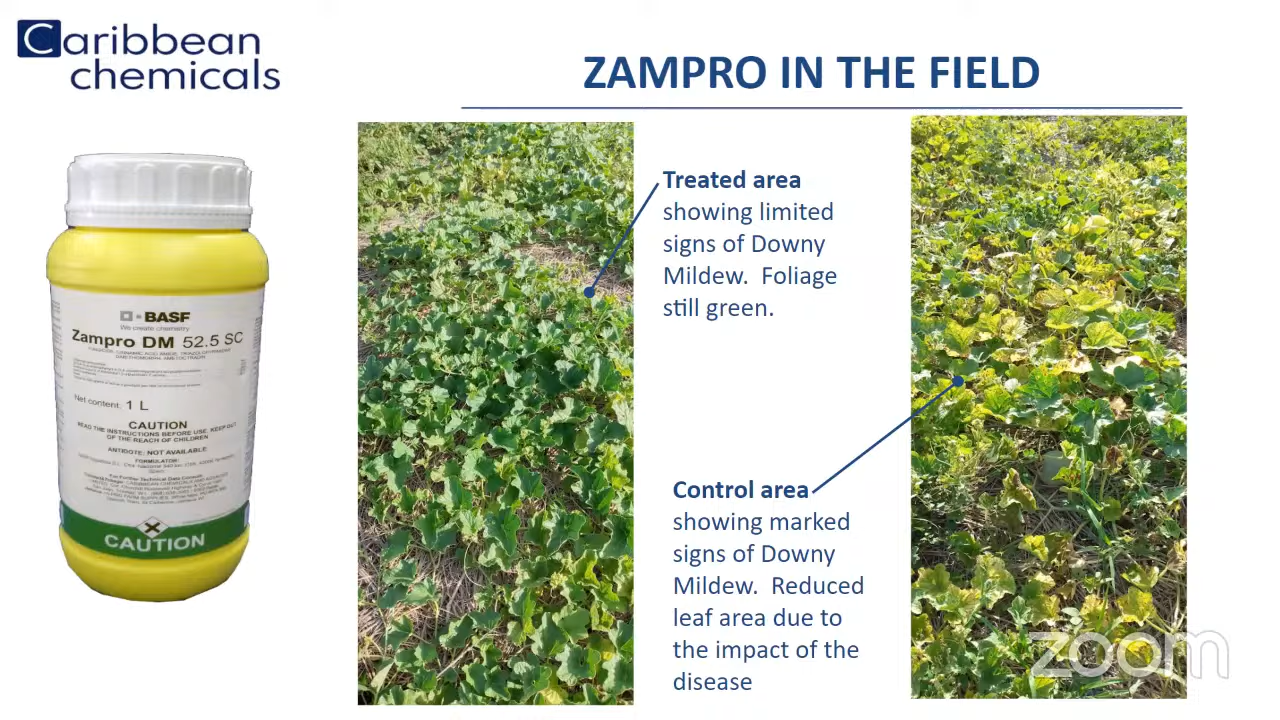 Caribbean
chemicals
ZAMPRO IN THE FIELD
BASF
We create chemistry
Zampro DM 52.5 SC
Net content: 1 L
CAUTION
READ THE INSTRUCTIONS BEFORE USE. KEEP OUT
OF THE REACH OF CHILDREN
ANTIDOTE: NOT AVAILABLE
FORMULATOR:
CAUTION
Treated area
showing limited
signs of Downy
Mildew. Foliage
still green.
Control area
showing marked
signs of Downy
Mildew. Reduced
leaf area due to
the impact of the
disease
zoom